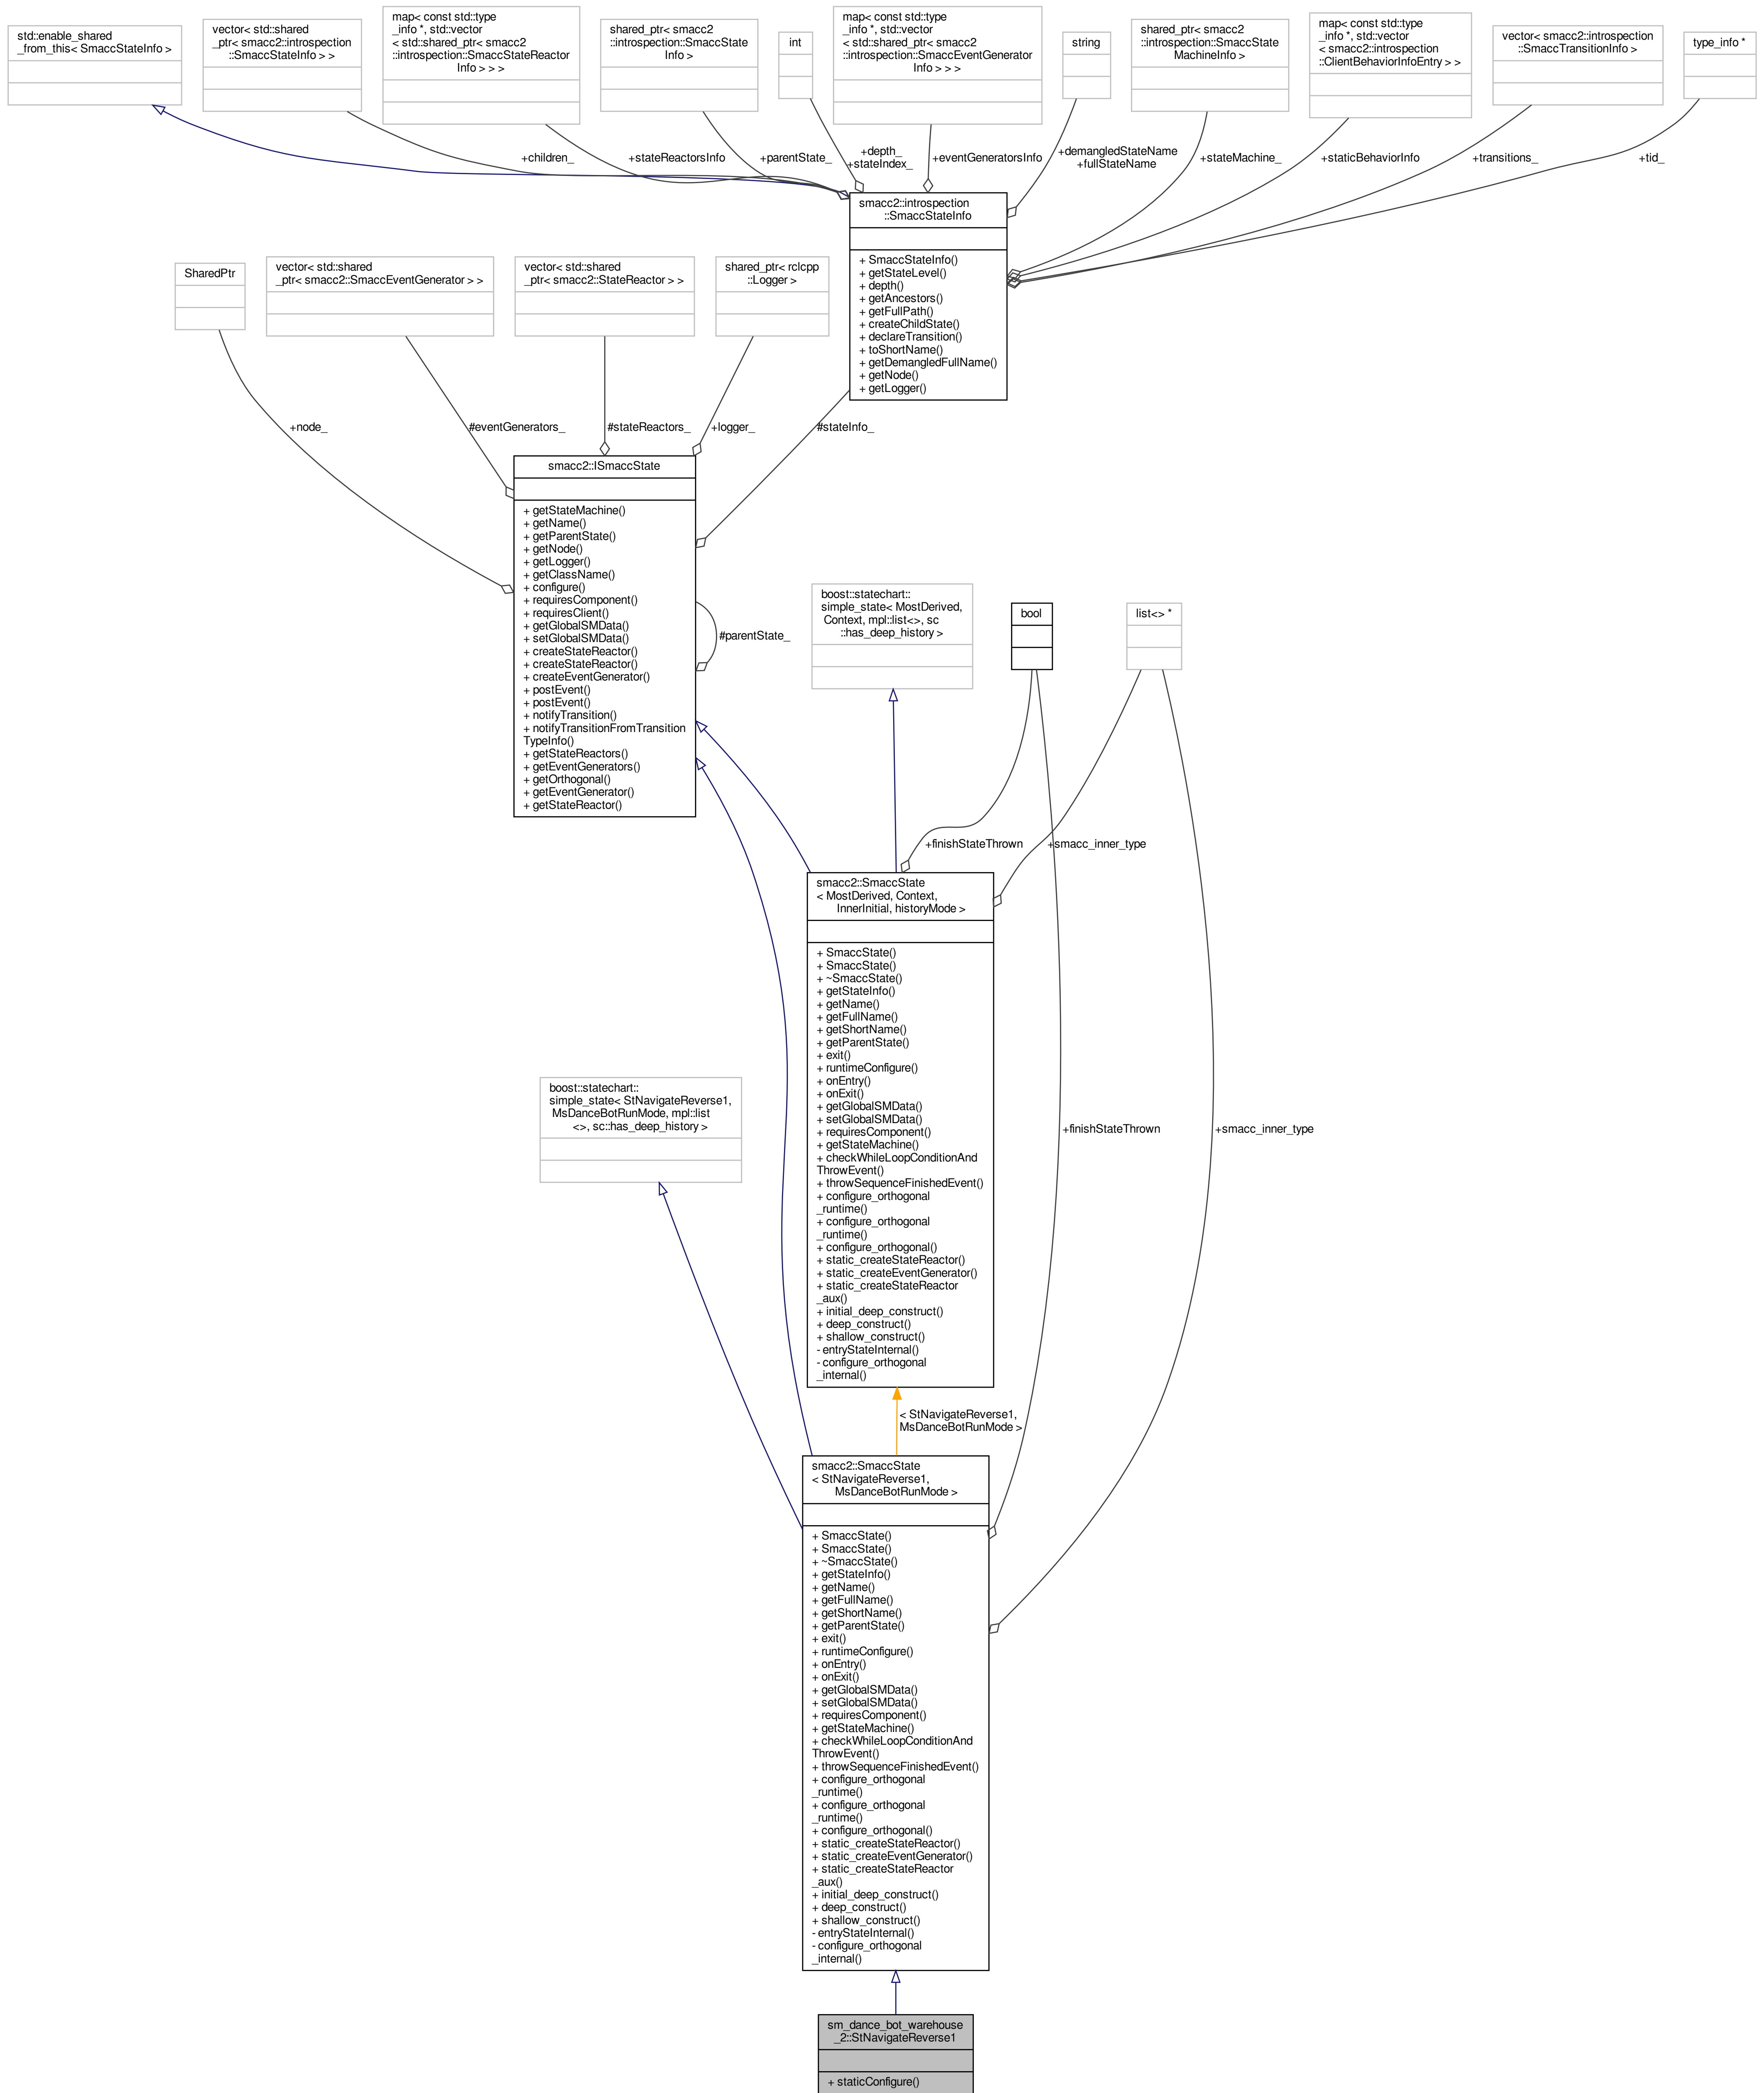 std::enable_shared
_from_this< SmaccStateInfo >
vector< std::shared
_ptr< smacc2::introspection
::SmaccStateInfo > >
map< const std::type
_info *, std::vector
< std::shared_ptr< smacc2
::introspection::SmaccStateReactor
Info > > >
shared_ptr< smacc2
::introspection::SmaccState
Info >
int
map< const std::type
_info *, std::vector
< std::shared_ptr< smacc2
::introspection::SmaccEventGenerator
Info > > >
string
shared_ptr< smacc2
::introspection::SmaccState
MachineInfo >
map< const std::type
_info *, std::vector
< smacc2::introspection
::ClientBehaviorInfoEntry > >
vector< smacc2::introspection
::SmaccTransitionInfo >
type_info *
+children_
+stateReactorsInfo
+parentState_
+depth_
+stateIndex_
+eventGeneratorsInfo
+demangledStateName
+fullStateName
+stateMachine_
+staticBehaviorInfo
+transitions_
+tid_
smacc2::introspection
::SmaccStateInfo
+ SmaccStateInfo()
+ getStateLevel()
+ depth()
+ getAncestors()
+ getFullPath()
+ createChildState()
+ declareTransition()
+ toShortName()
+ getDemangledFullName()
+ getNode()
+ getLogger()
SharedPtr
vector< std::shared
_ptr< smacc2::SmaccEventGenerator > >
vector< std::shared
_ptr< smacc2::StateReactor > >
shared_ptr< rclcpp
::Logger >
+node_
#eventGenerators_
#stateReactors_
+logger_
#stateInfo_
smacc2::ISmaccState
+ getStateMachine()
+ getName()
+ getParentState()
+ getNode()
+ getLogger()
+ getClassName()
+ configure()
+ requiresComponent()
+ requiresClient()
+ getGlobalSMData()
+ setGlobalSMData()
+ createStateReactor()
+ createStateReactor()
+ createEventGenerator()
+ postEvent()
+ postEvent()
+ notifyTransition()
+ notifyTransitionFromTransition
TypeInfo()
+ getStateReactors()
+ getEventGenerators()
+ getOrthogonal()
+ getEventGenerator()
+ getStateReactor()
#parentState_
boost::statechart::
simple_state< MostDerived,
Context, mpl::list<>, sc
::has_deep_history >
bool
list<> *
+finishStateThrown
+smacc_inner_type
smacc2::SmaccState
< MostDerived, Context,
InnerInitial, historyMode >
+ SmaccState()
+ SmaccState()
+ ~SmaccState()
+ getStateInfo()
+ getName()
+ getFullName()
+ getShortName()
+ getParentState()
+ exit()
+ runtimeConfigure()
+ onEntry()
+ onExit()
+ getGlobalSMData()
+ setGlobalSMData()
+ requiresComponent()
+ getStateMachine()
+ checkWhileLoopConditionAnd
ThrowEvent()
+ throwSequenceFinishedEvent()
+ configure_orthogonal
_runtime()
+ configure_orthogonal
_runtime()
+ configure_orthogonal()
+ static_createStateReactor()
+ static_createEventGenerator()
+ static_createStateReactor
_aux()
+ initial_deep_construct()
+ deep_construct()
+ shallow_construct()
- entryStateInternal()
- configure_orthogonal
_internal()
boost::statechart::
simple_state< StNavigateReverse1,
MsDanceBotRunMode, mpl::list
<>, sc::has_deep_history >
+finishStateThrown
+smacc_inner_type
< StNavigateReverse1,
MsDanceBotRunMode >
smacc2::SmaccState
< StNavigateReverse1,
MsDanceBotRunMode >
+ SmaccState()
+ SmaccState()
+ ~SmaccState()
+ getStateInfo()
+ getName()
+ getFullName()
+ getShortName()
+ getParentState()
+ exit()
+ runtimeConfigure()
+ onEntry()
+ onExit()
+ getGlobalSMData()
+ setGlobalSMData()
+ requiresComponent()
+ getStateMachine()
+ checkWhileLoopConditionAnd
ThrowEvent()
+ throwSequenceFinishedEvent()
+ configure_orthogonal
_runtime()
+ configure_orthogonal
_runtime()
+ configure_orthogonal()
+ static_createStateReactor()
+ static_createEventGenerator()
+ static_createStateReactor
_aux()
+ initial_deep_construct()
+ deep_construct()
+ shallow_construct()
- entryStateInternal()
- configure_orthogonal
_internal()
sm_dance_bot_warehouse
_2::StNavigateReverse1
+ staticConfigure()